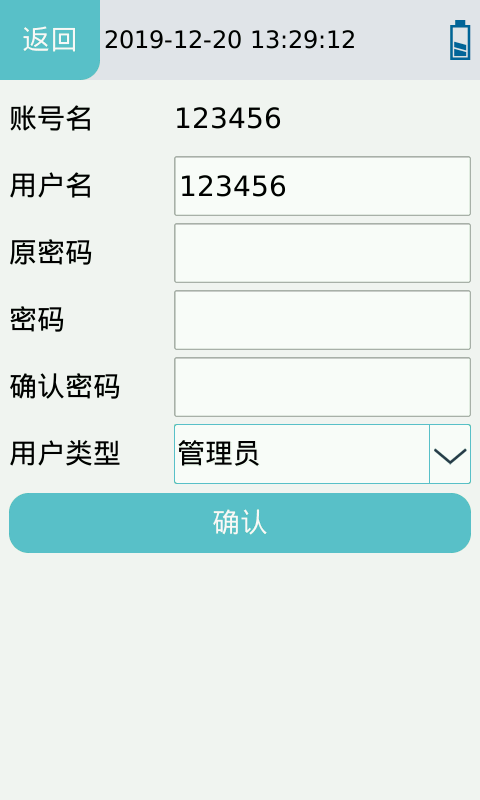 返回 2019-12-20 13:29:12
账号名 123456
用户名 123456
原密码
密码
确认密码
用户类型 管理员
确认